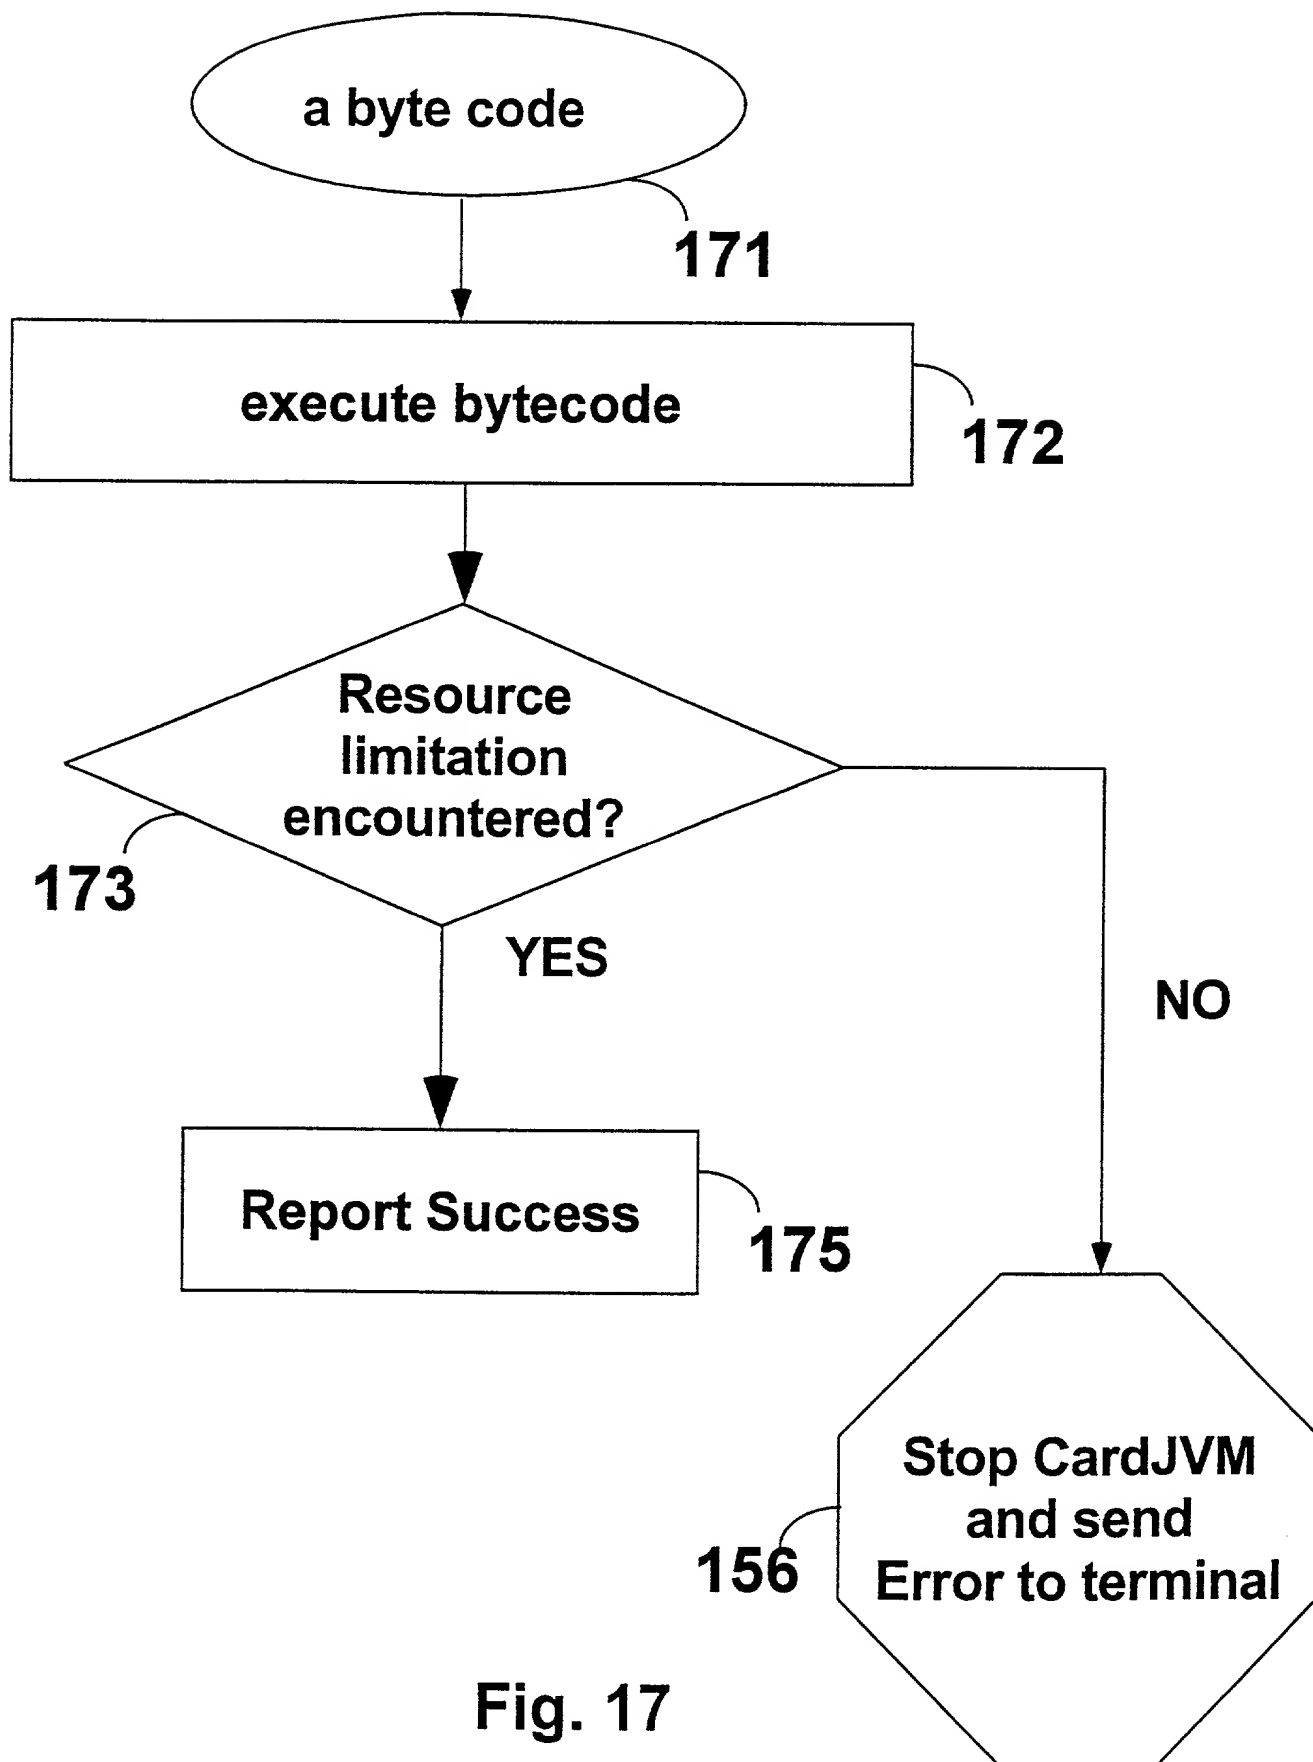 a byte code
171
execute bytecode
172
Resource
limitation
encountered?
173
YES
NO
Report Success
175
Stop CardJVM
and send
Error to terminal
156
Fig. 17